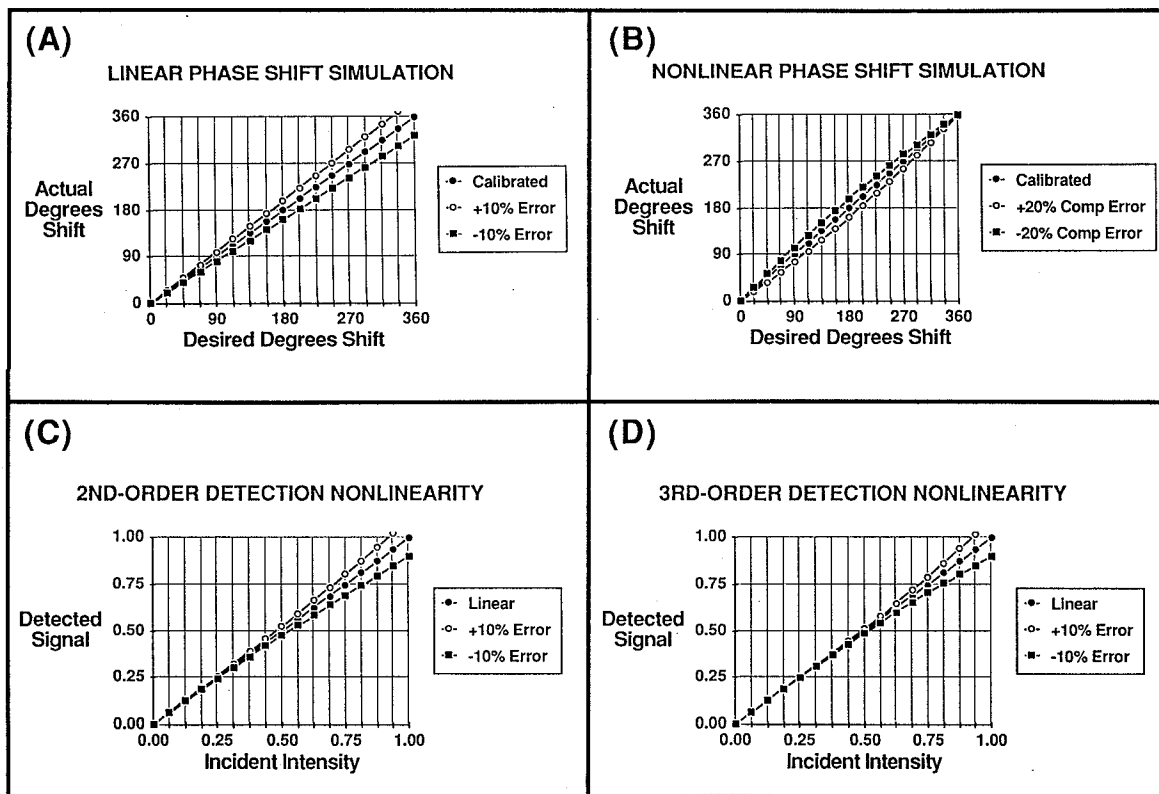 (A)
LINEAR PHASE SHIFT SIMULATION
360
270
180
90
0
Actual
Degrees
Shift
0 90 180 270 360
Desired Degrees Shift
Calibrated
+10% Error
-10% Error
(B)
NONLINEAR PHASE SHIFT SIMULATION
360
270
180
90
0
Actual
Degrees
Shift
0 90 180 270 360
Desired Degrees Shift
Calibrated
+20% Comp Error
-20% Comp Error
(C)
2ND-ORDER DETECTION NONLINEARITY
1.00
0.75
0.50
0.25
0.00
Detected
Signal
0.00 0.25 0.50 0.75 1.00
Incident Intensity
Linear
+10% Error
-10% Error
(D)
3RD-ORDER DETECTION NONLINEARITY
1.00
0.75
0.50
0.25
0.00
Detected
Signal
0.00 0.25 0.50 0.75 1.00
Incident Intensity
Linear
+10% Error
-10% Error